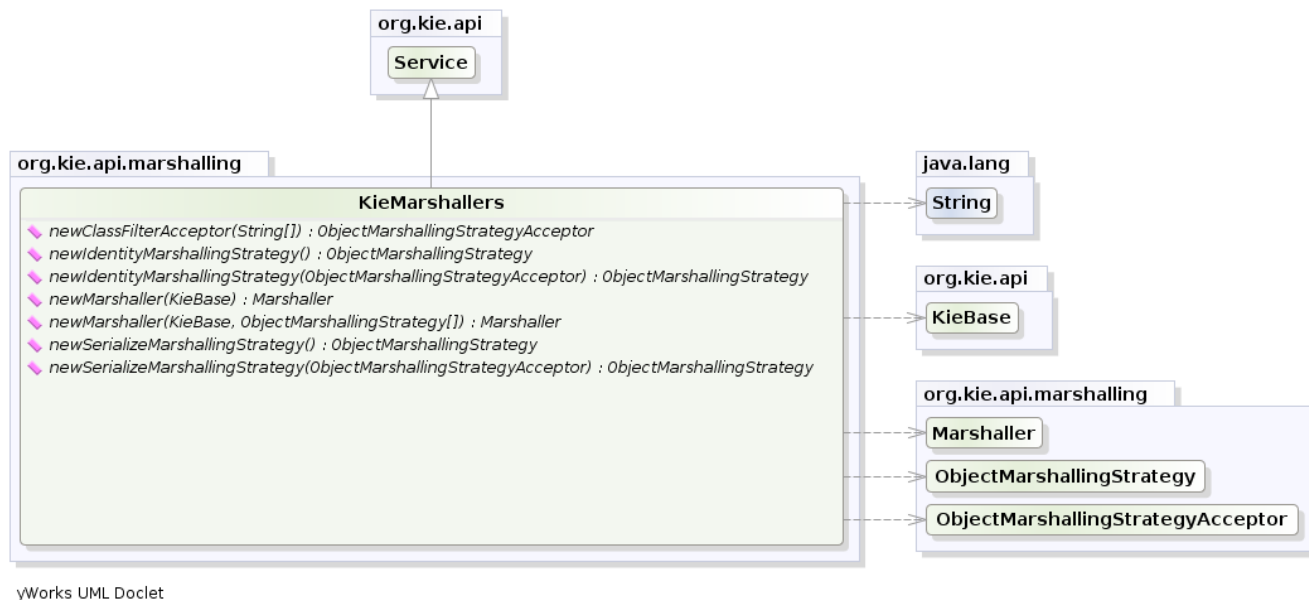 org.kie.api
Service
org.kie.api.marshalling
KieMarshallers
newClassFilterAcceptor(String[]) : ObjectMarshallingStrategyAcceptor
newIdentityMarshallingStrategy() : ObjectMarshallingStrategy
newIdentityMarshallingStrategy(ObjectMarshallingStrategyAcceptor) : ObjectMarshallingStrategy
newMarshaller(KieBase) : Marshaller
newMarshaller(KieBase, ObjectMarshallingStrategy[]) : Marshaller
newSerializeMarshallingStrategy() : ObjectMarshallingStrategy
newSerializeMarshallingStrategy(ObjectMarshallingStrategyAcceptor) : ObjectMarshallingStrategy
java.lang
String
org.kie.api
KieBase
org.kie.api.marshalling
Marshaller
ObjectMarshallingStrategy
ObjectMarshallingStrategyAcceptor
yWorks UML Doclet